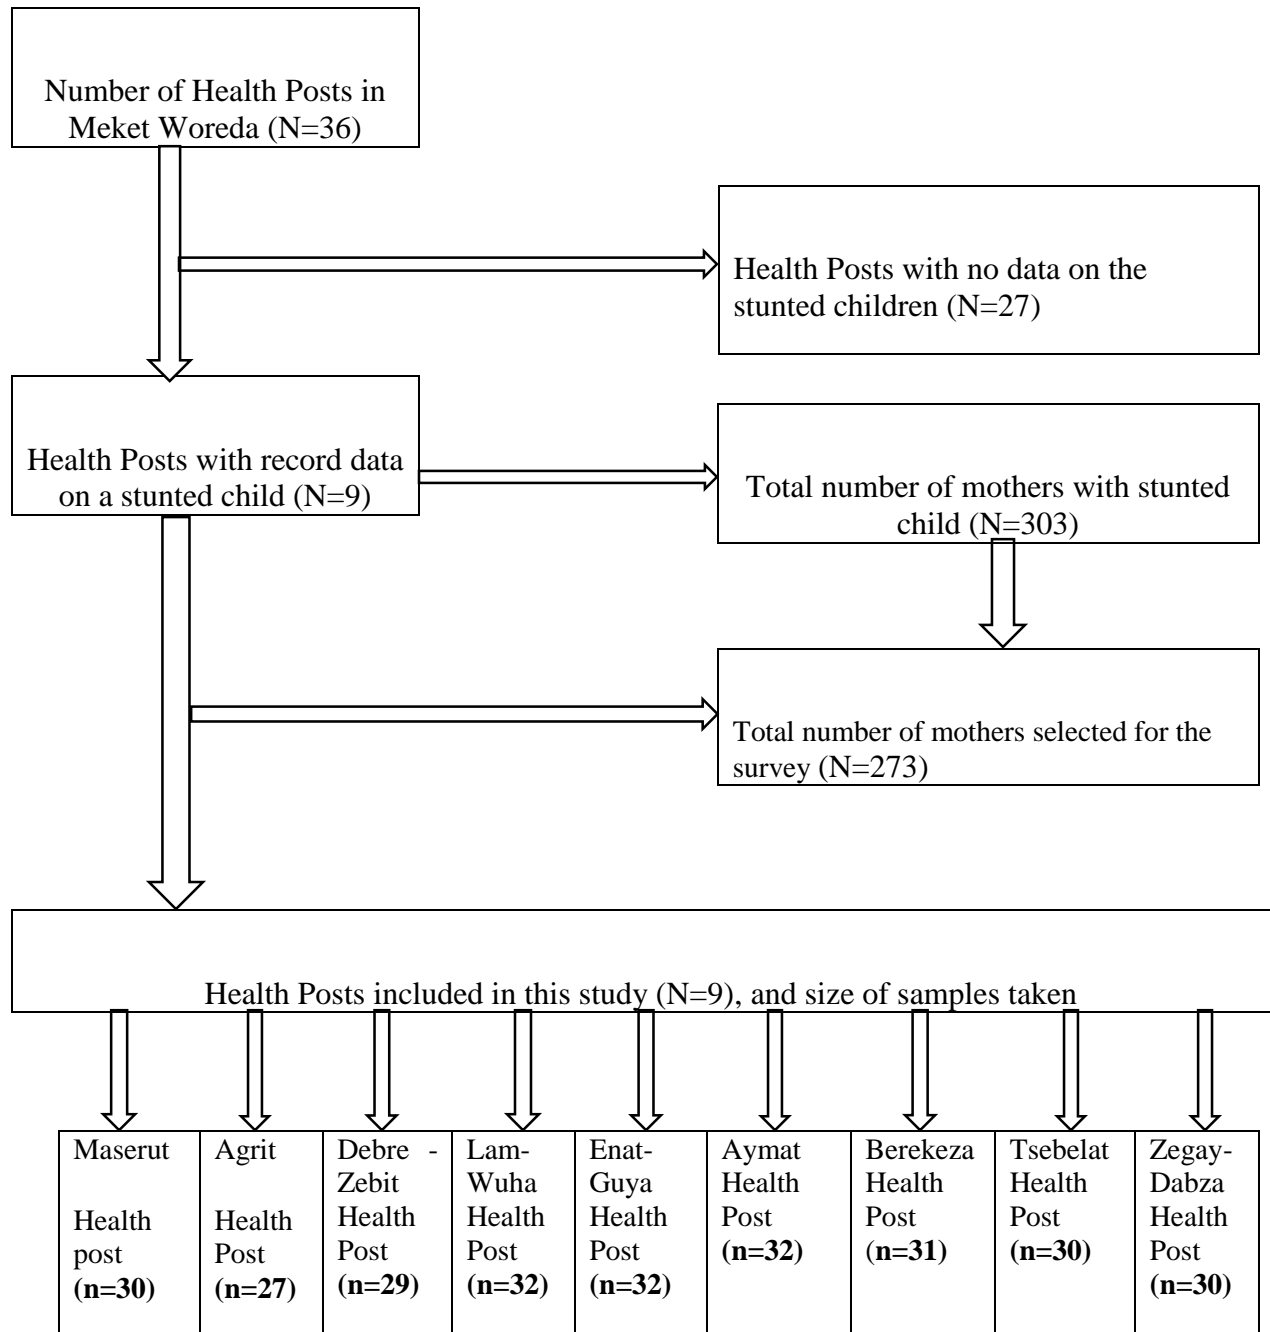 Number of Health Posts in
Meket Woreda (N=36)
Health Posts with no data on the
stunted children (N=27)
Health Posts with record data
on a stunted child (N=9)
Total number of mothers with stunted
child (N=303)
Total number of mothers selected for the
survey (N=273)
Health Posts included in this study (N=9), and size of samples taken
Maserut
Health
post
(n=30)
Agrit
Health
Post
(n=27)
Debre -
Zebit
Health
Post
(n=29)
Lam-
Wuha
Health
Post
(n=32)
Enat-
Guya
Health
Post
(n=32)
Aymat
Health
Post
(n=32)
Berekeza
Health
Post
(n=31)
Tsebelat
Health
Post
(n=30)
Zegay-
Dabza
Health
Post
(n=30)